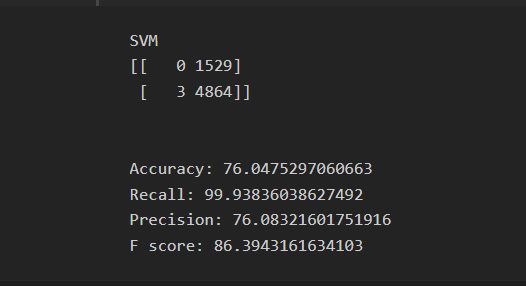 SVM
[[   0 1529]
 [   3 4864]]
Accuracy: 76.0475297060663
Recall: 99.93836038627492
Precision: 76.08321601751916
F score: 86.3943161634103